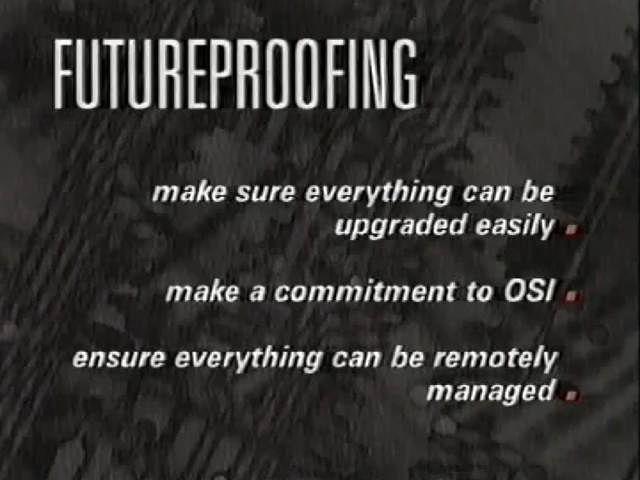 FUTUREPROOFING
make sure everything can be
upgraded easily
make a commitment to OSI
ensure everything can be remotely
managed